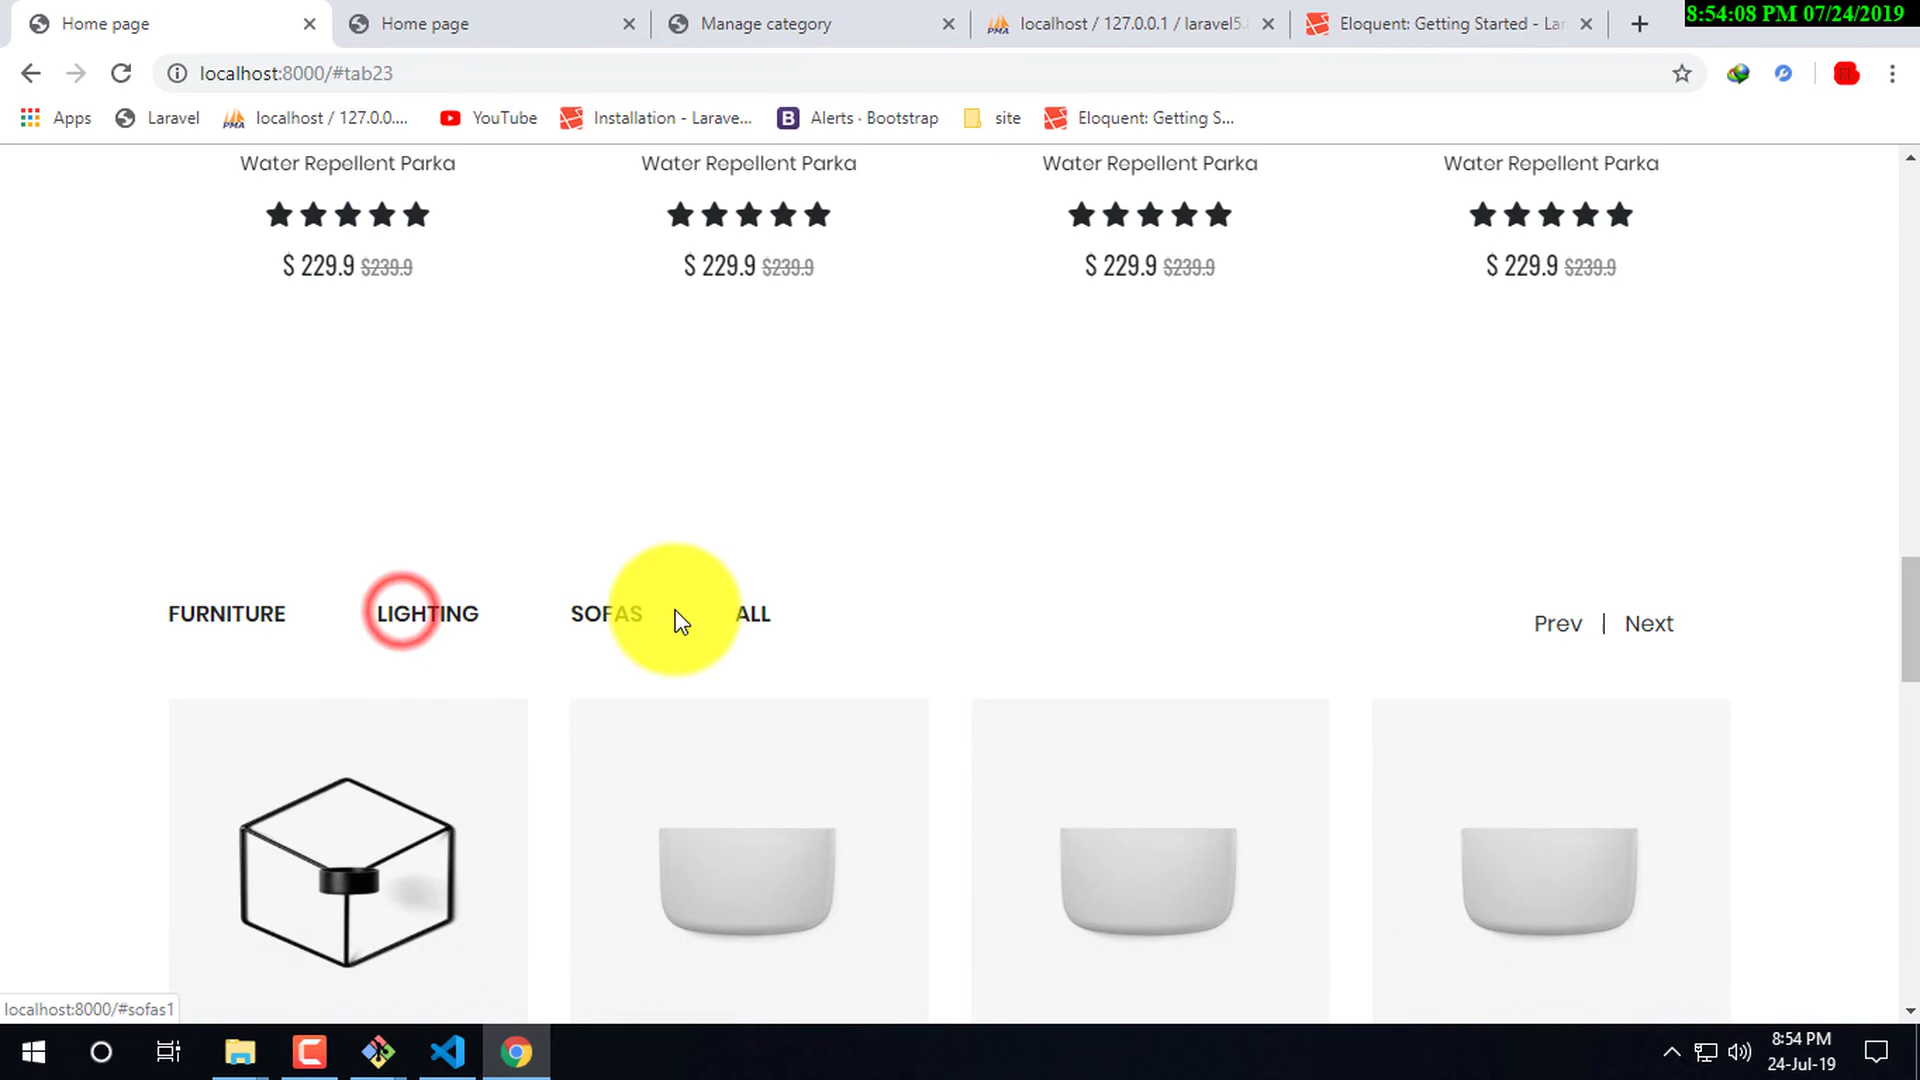 Home page
Home page
Manage category
localhost / 127.0.0.1 / laravel5.
Eloquent: Getting Started - Lar
8:54:08 PM 07/24/2019
localhost:8000/#tab23
Apps
Laravel
localhost / 127.0.0....
YouTube
Installation - Larave...
B
Alerts · Bootstrap
site
Eloquent: Getting S...
Water Repellent Parka
Water Repellent Parka
Water Repellent Parka
Water Repellent Parka
$ 229.9 $239.9
$ 229.9 $239.9
$ 229.9 $239.9
$ 229.9 $239.9
FURNITURE
LIGHTING
SOFAS
ALL
Prev | Next
localhost:8000/#sofas1
8:54 PM
24-Jul-19